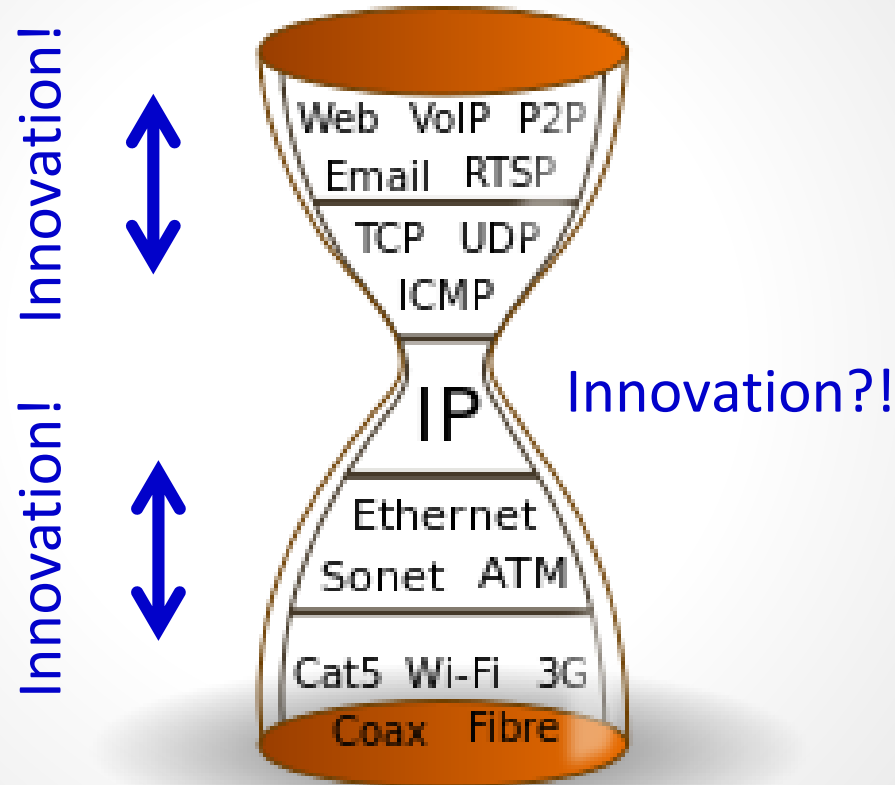 Innovation!
Web VoIP P2P
Email RTSP
TCP UDP
ICMP
IP
Innovation?!
Innovation!
Ethernet
Sonet ATM
Cat5 Wi-Fi 3G
Coax Fibre